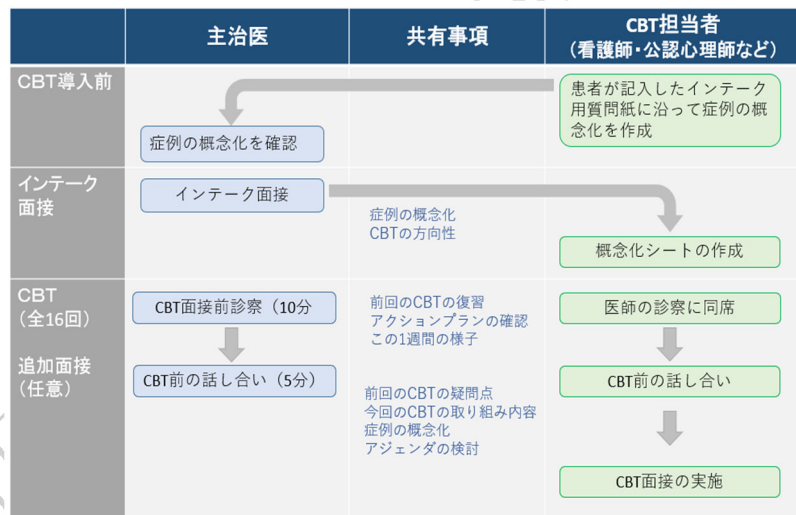 主治医
共有事項
CBT担当者
（看護師・公認心理師など）
CBT導入前
患者が記入したインテーク
用質問紙に沿って症例の概
念化を作成
症例の概念化を確認
インテーク
面接
インテーク面接
症例の概念化
CBTの方向性
概念化シートの作成
CBT
（全16回）
追加面接
（任意）
CBT面接前診察（10分
前回のCBTの復習
アクションプランの確認
この1週間の様子
医師の診察に同席
CBT前の話し合い（5分）
前回のCBTの疑問点
今回のCBTの取り組み内容
症例の概念化
アジェンダの検討
CBT前の話し合い
CBT面接の実施